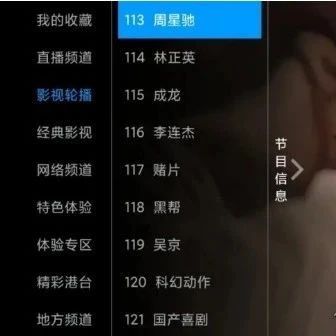 我的收藏
直播频道
影视轮播
经典影视
网络频道
特色体验
体验专区
精彩港台
地方频道
113 周星驰
114 林正英
115 成龙
116 李连杰
117 赌片
118 黑帮
119 吴京
120 科幻动作
121 国产喜剧
节目信息